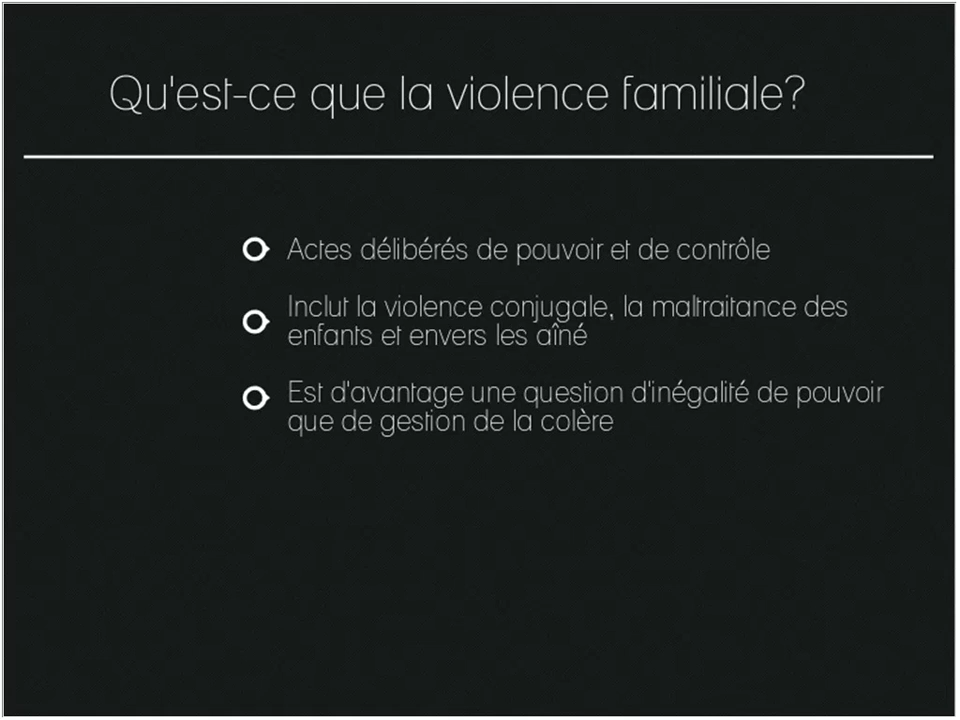 Qu'est-ce que la violence familiale?
Actes délibérés de pouvoir et de contrôle
Inclut la violence conjugale, la maltraitance des
enfants et envers les aîné
Est d'avantage une question d'inégalité de pouvoir
que de gestion de la colère